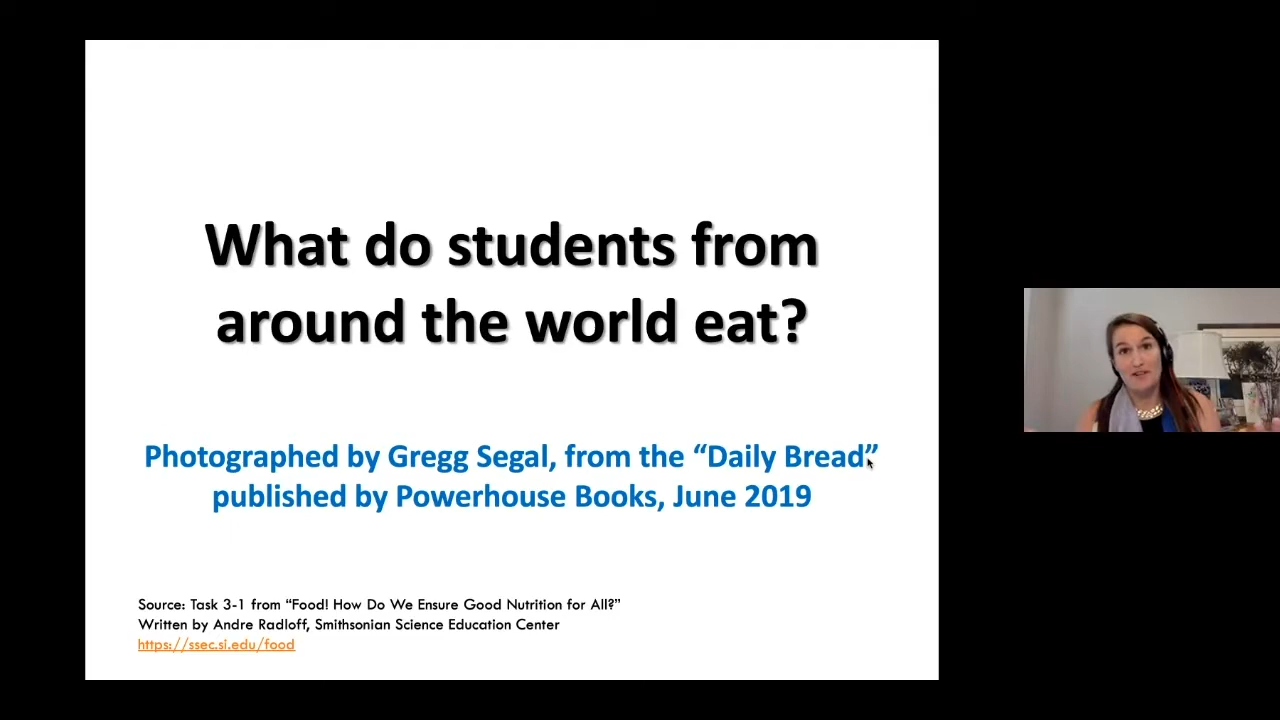 What do students from
around the world eat?
Photographed by Gregg Segal, from the “Daily Bread”
published by Powerhouse Books, June 2019
Source: Task 3-1 from “Food! How Do We Ensure Good Nutrition for All?”
Written by Andre Radloff, Smithsonian Science Education Center
https://ssec.si.edu/food